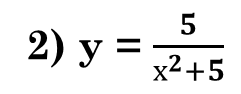 2) y = 5 / (x² + 5)